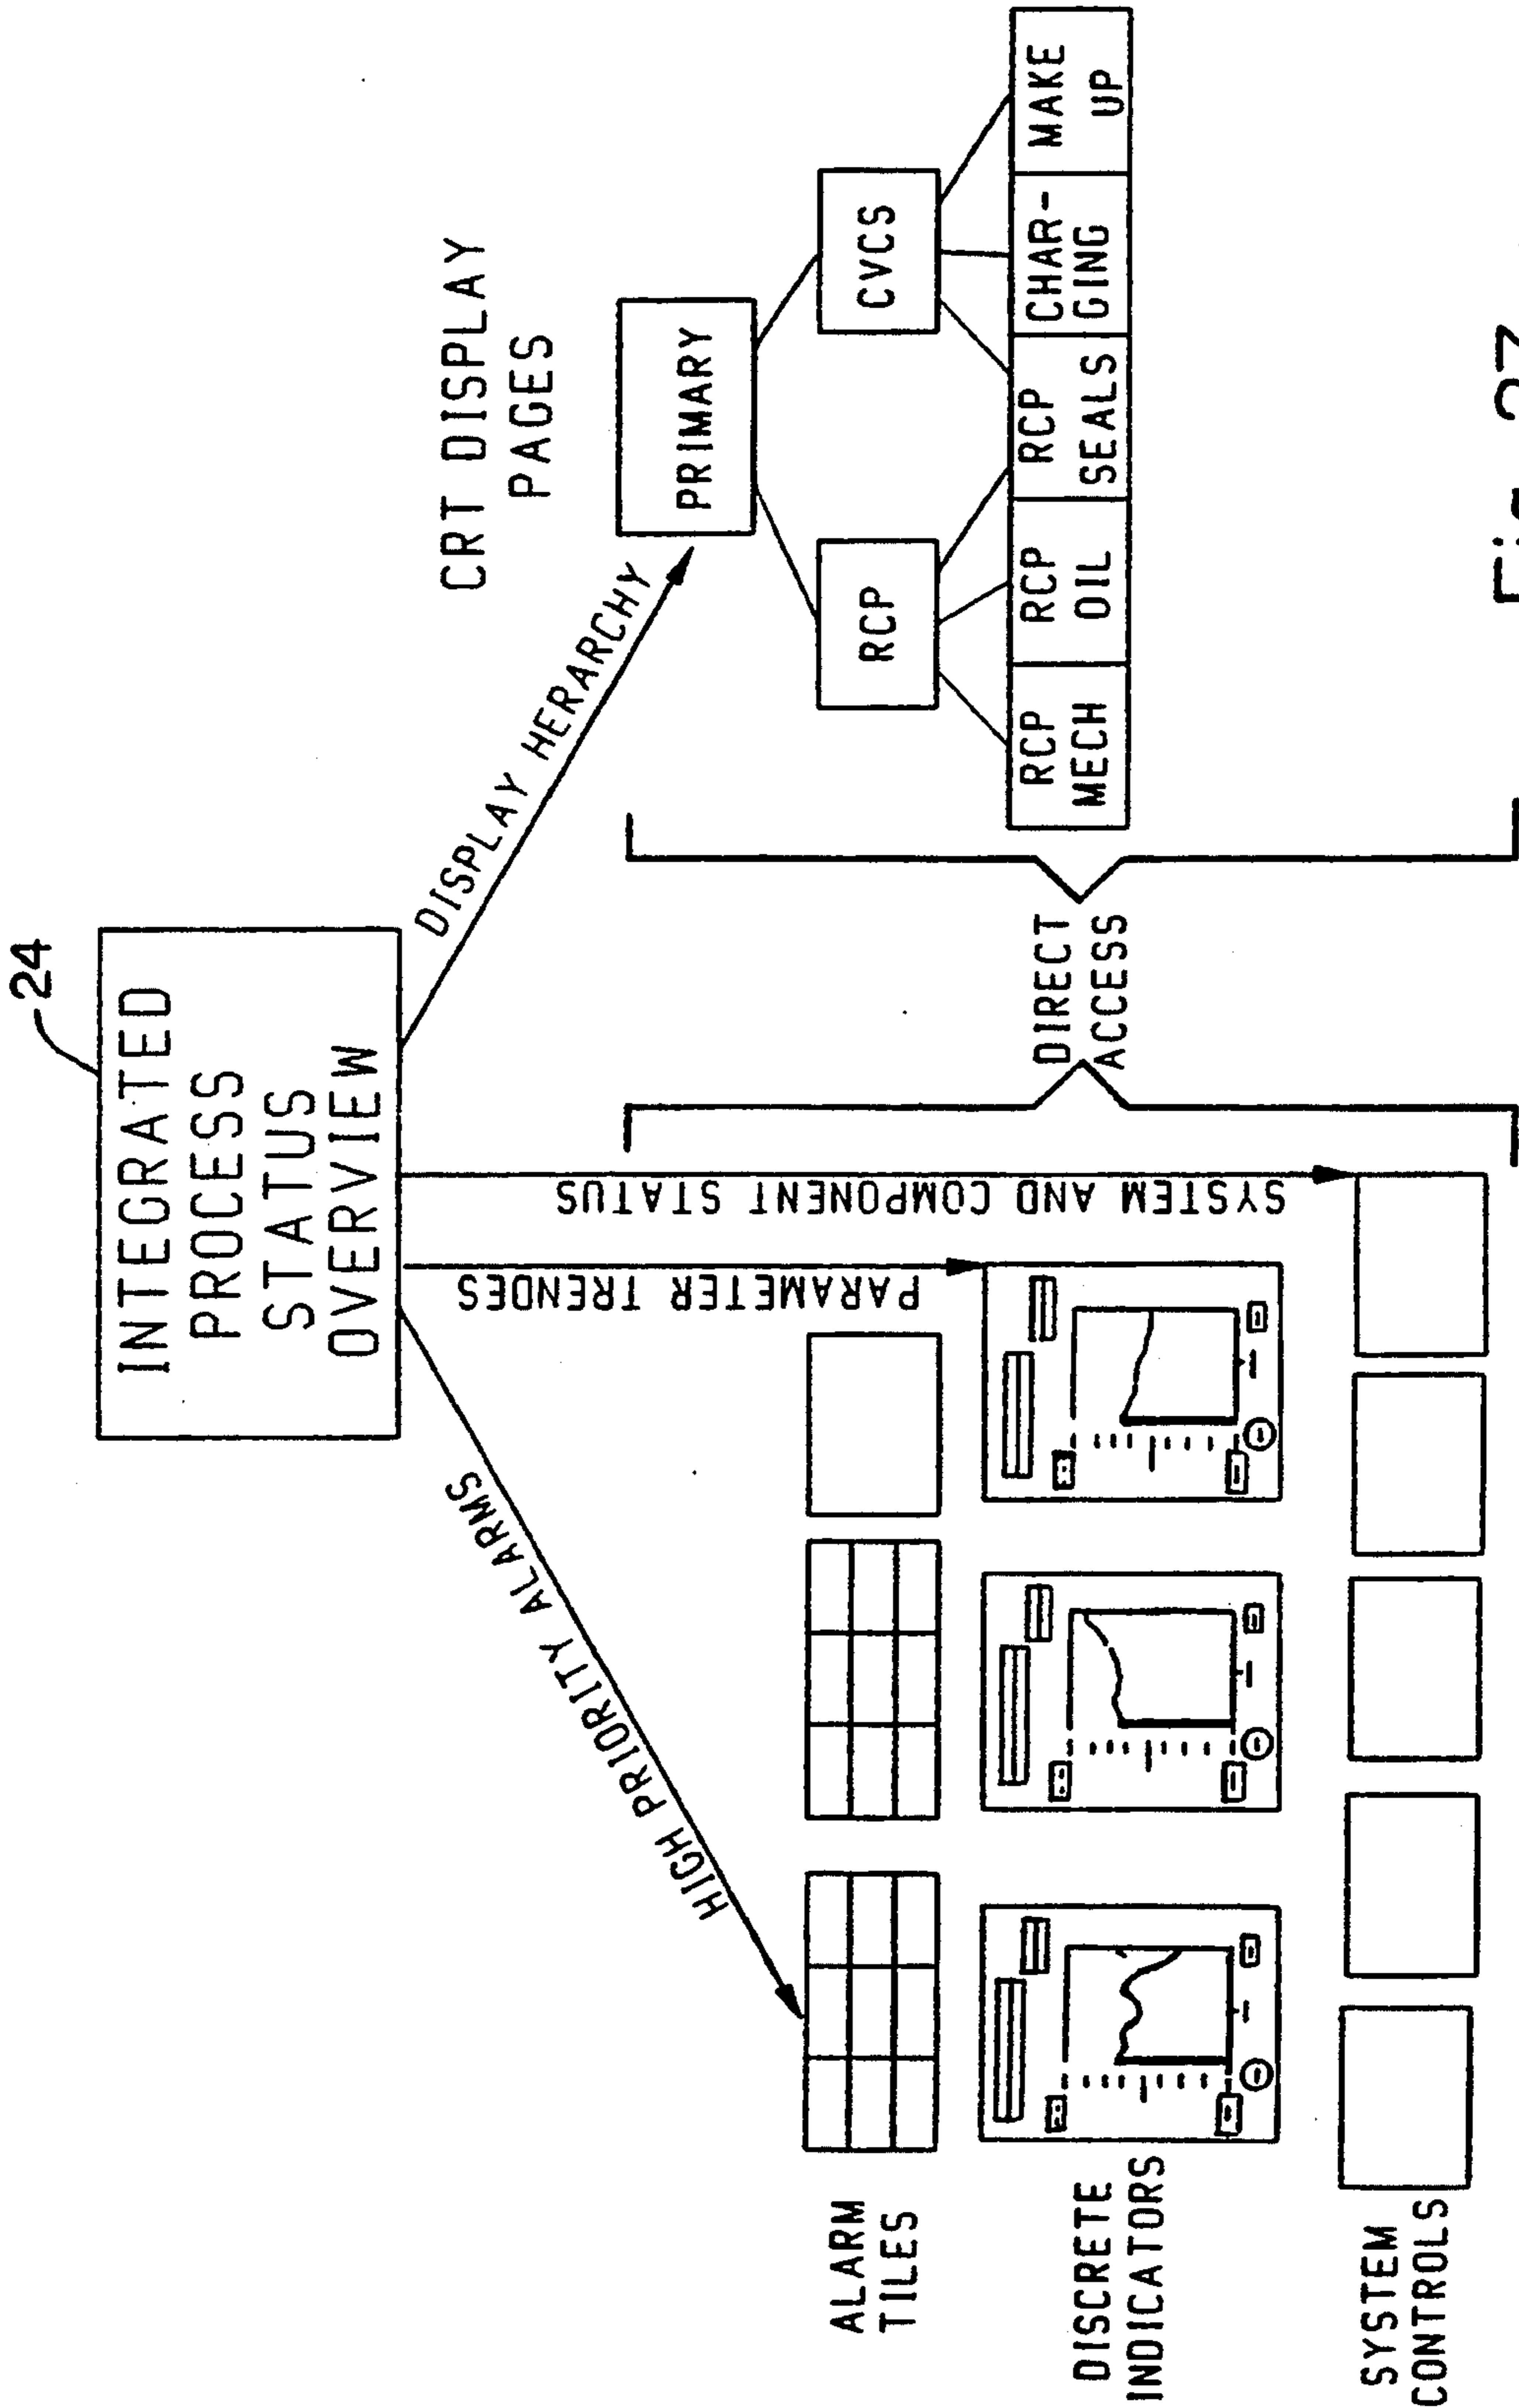 24
INTEGRATED
PROCESS
STATUS
OVERVIEW
HIGH PRIORITY ALARMS
PARAMETER TRENDES
SYSTEM AND COMPONENT STATUS
DISPLAY HERARCHY
CRT DISPLAY
PAGES
PRIMARY
RCP
CVCS
RCP
MECH
RCP
OIL
RCP
SEALS
CHAR-
GING
MAKE
UP
DIRECT
ACCESS
ALARM
TILES
DISCRETE
INDICATORS
SYSTEM
CONTROLS